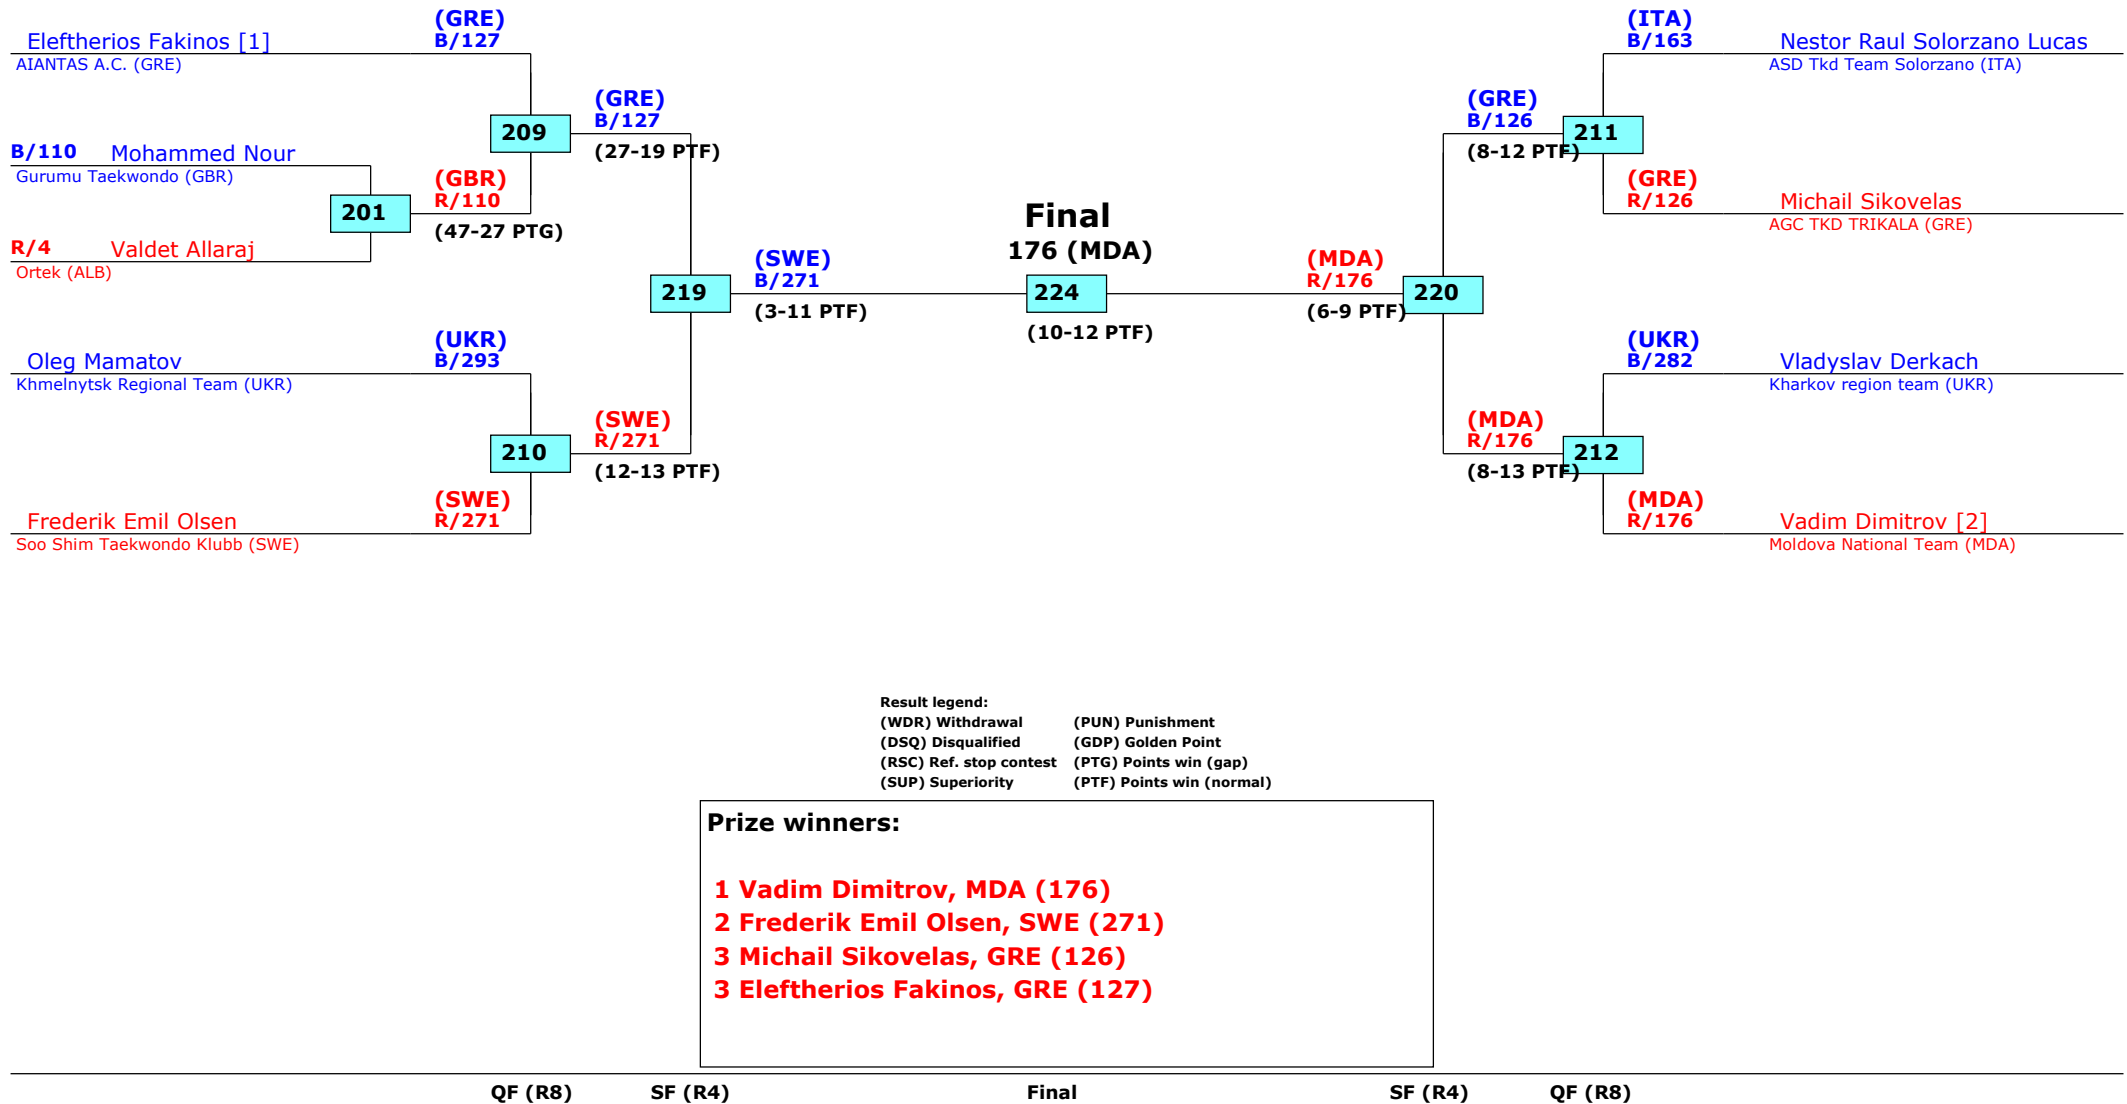 (GRE)
Eleftherios Fakinos [1]
B/127
AIANTAS A.C. (GRE)
(GRE)
B/127
209
(27-19 PTF)
B/110 Mohammed Nour
Gurumu Taekwondo (GBR)
(GBR)
R/110
201
(47-27 PTG)
R/4 Valdet Allaraj
Ortek (ALB)
(SWE)
B/271
219
(3-11 PTF)
(UKR)
Oleg Mamatov
B/293
Khmelnytsk Regional Team (UKR)
(SWE)
R/271
210
(12-13 PTF)
(SWE)
Frederik Emil Olsen
R/271
Soo Shim Taekwondo Klubb (SWE)
Final
176 (MDA)
224
(10-12 PTF)
(ITA)
B/163
Nestor Raul Solorzano Lucas
ASD Tkd Team Solorzano (ITA)
(GRE)
B/126
211
(8-12 PTF)
(GRE)
R/126
Michail Sikovelas
AGC TKD TRIKALA (GRE)
(MDA)
R/176
220
(6-9 PTF)
(UKR)
B/282
Vladyslav Derkach
Kharkov region team (UKR)
(MDA)
R/176
212
(8-13 PTF)
(MDA)
R/176
Vadim Dimitrov [2]
Moldova National Team (MDA)
Result legend:
(WDR) Withdrawal (PUN) Punishment
(DSQ) Disqualified (GDP) Golden Point
(RSC) Ref. stop contest (PTG) Points win (gap)
(SUP) Superiority (PTF) Points win (normal)
Prize winners:
1 Vadim Dimitrov, MDA (176)
2 Frederik Emil Olsen, SWE (271)
3 Michail Sikovelas, GRE (126)
3 Eleftherios Fakinos, GRE (127)
QF (R8) SF (R4) Final SF (R4) QF (R8)